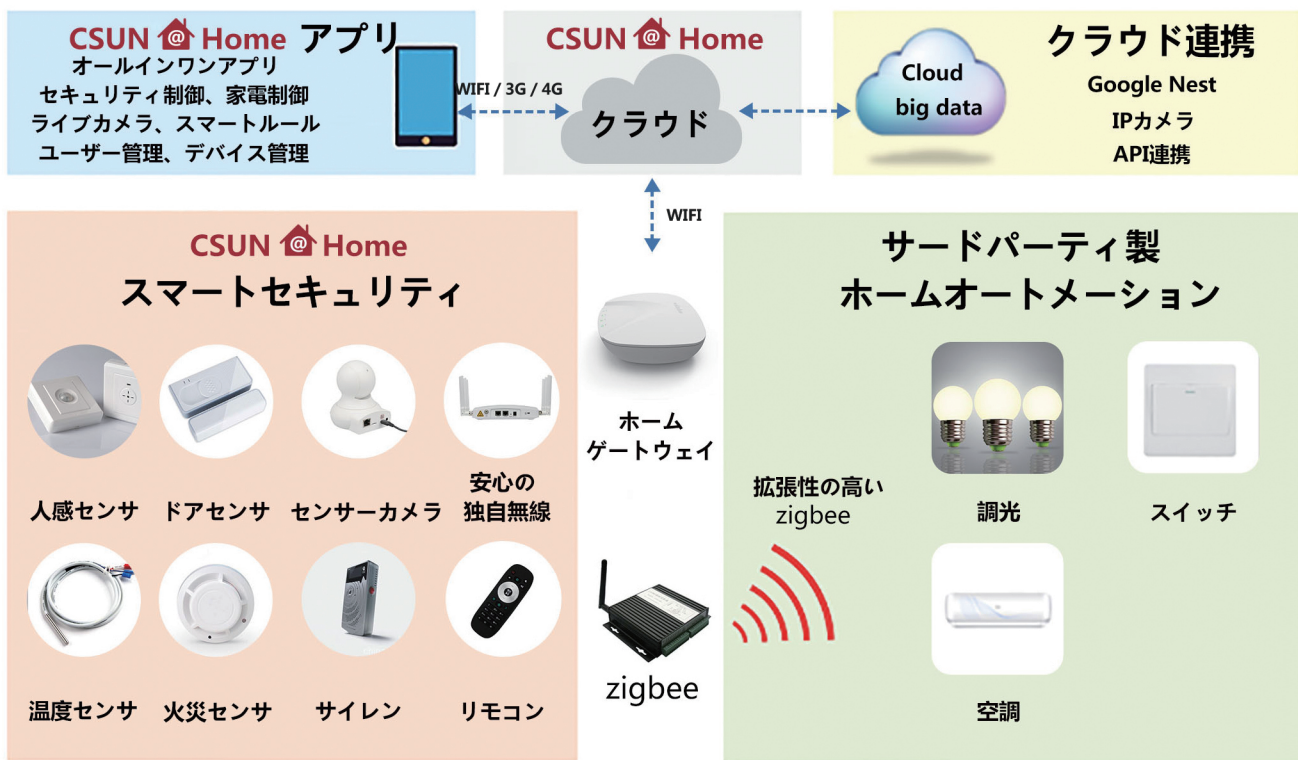 CSUN @ Home アプリ
オールインワンアプリ
セキュリティ制御、家電制御
ライブカメラ、スマートルール
ユーザー管理、デバイス管理
WIFI / 3G / 4G
CSUN @ Home
クラウド
Cloud
big data
クラウド連携
Google Nest
IPカメラ
API連携
WIFI
CSUN @ Home
スマートセキュリティ
人感センサ
ドアセンサ
センサーカメラ
安心の
独自無線
温度センサ
火災センサ
サイレン
リモコン
ホーム
ゲートウェイ
zigbee
拡張性の高い
zigbee
サードパーティ製
ホームオートメーション
調光
スイッチ
空調